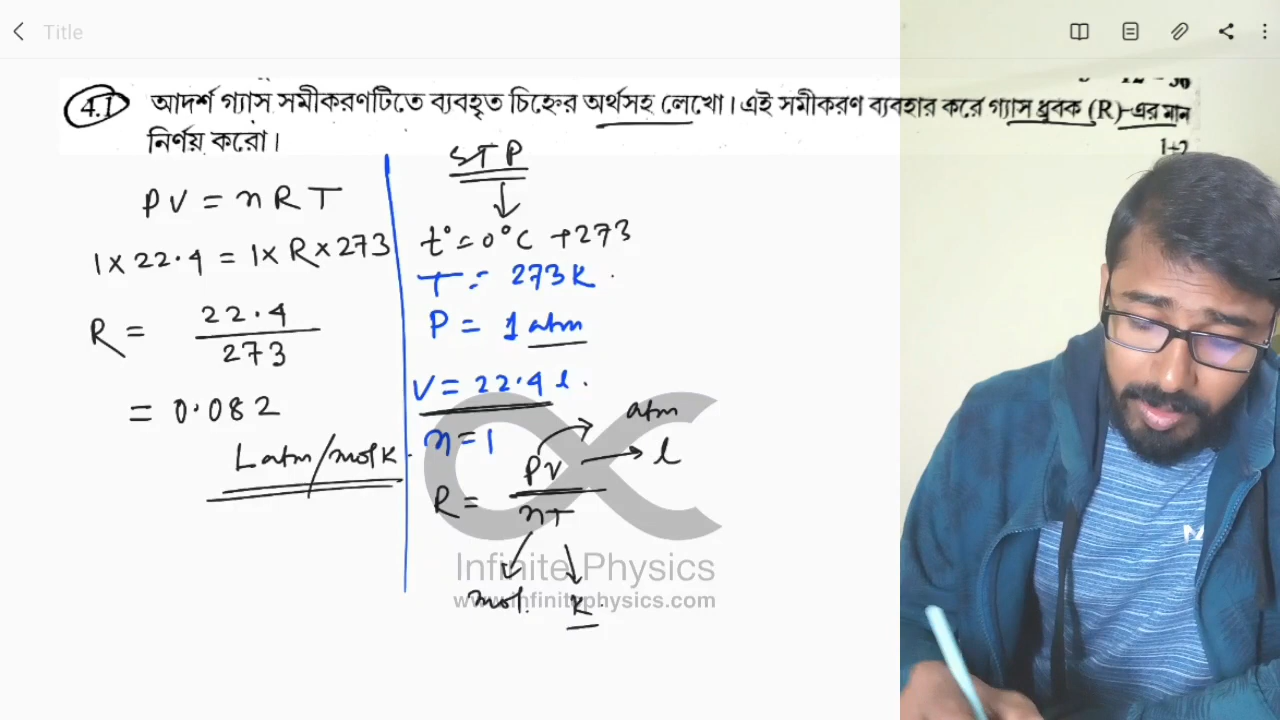 Title
4.1 আদর্শ গ্যাস সমীকরণটিতে ব্যবহৃত চিহ্নের অর্থসহ লেখো। এই সমীকরণ ব্যবহার করে গ্যাস ধ্রুবক (R)-এর মান
নির্ণয় করো।
1+2
PV = nRT
1 × 22.4 = 1 × R × 273
R = 22.4
273
= 0.082
L atm/mol K.
STP
t° = 0°C +273
T = 273K.
P = 1 atm
V = 22.4 l.
n = 1
R = PV
nT
atm
l
mol.
K
Infinite Physics
www.infinitephysics.com